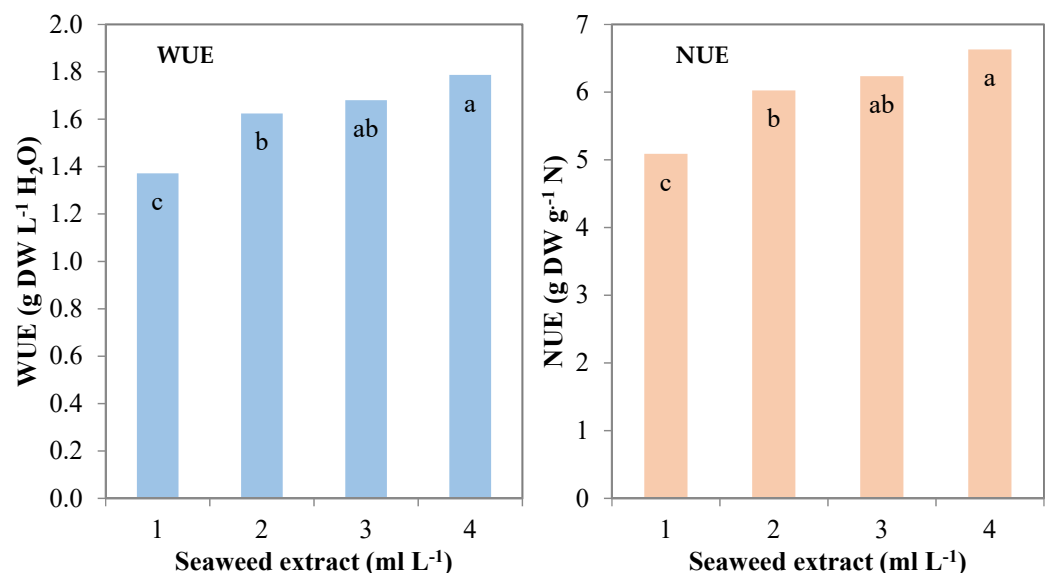 WUE
WUE (g DW L⁻¹ H₂O)
2.0
1.8
1.6
1.4
1.2
1.0
0.8
0.6
0.4
0.2
0.0
c
b
ab
a
1 2 3 4
Seaweed extract (ml L⁻¹)
NUE
NUE (g DW g⁻¹ N)
7
6
5
4
3
2
1
0
c
b
ab
a
1 2 3 4
Seaweed extract (ml L⁻¹)